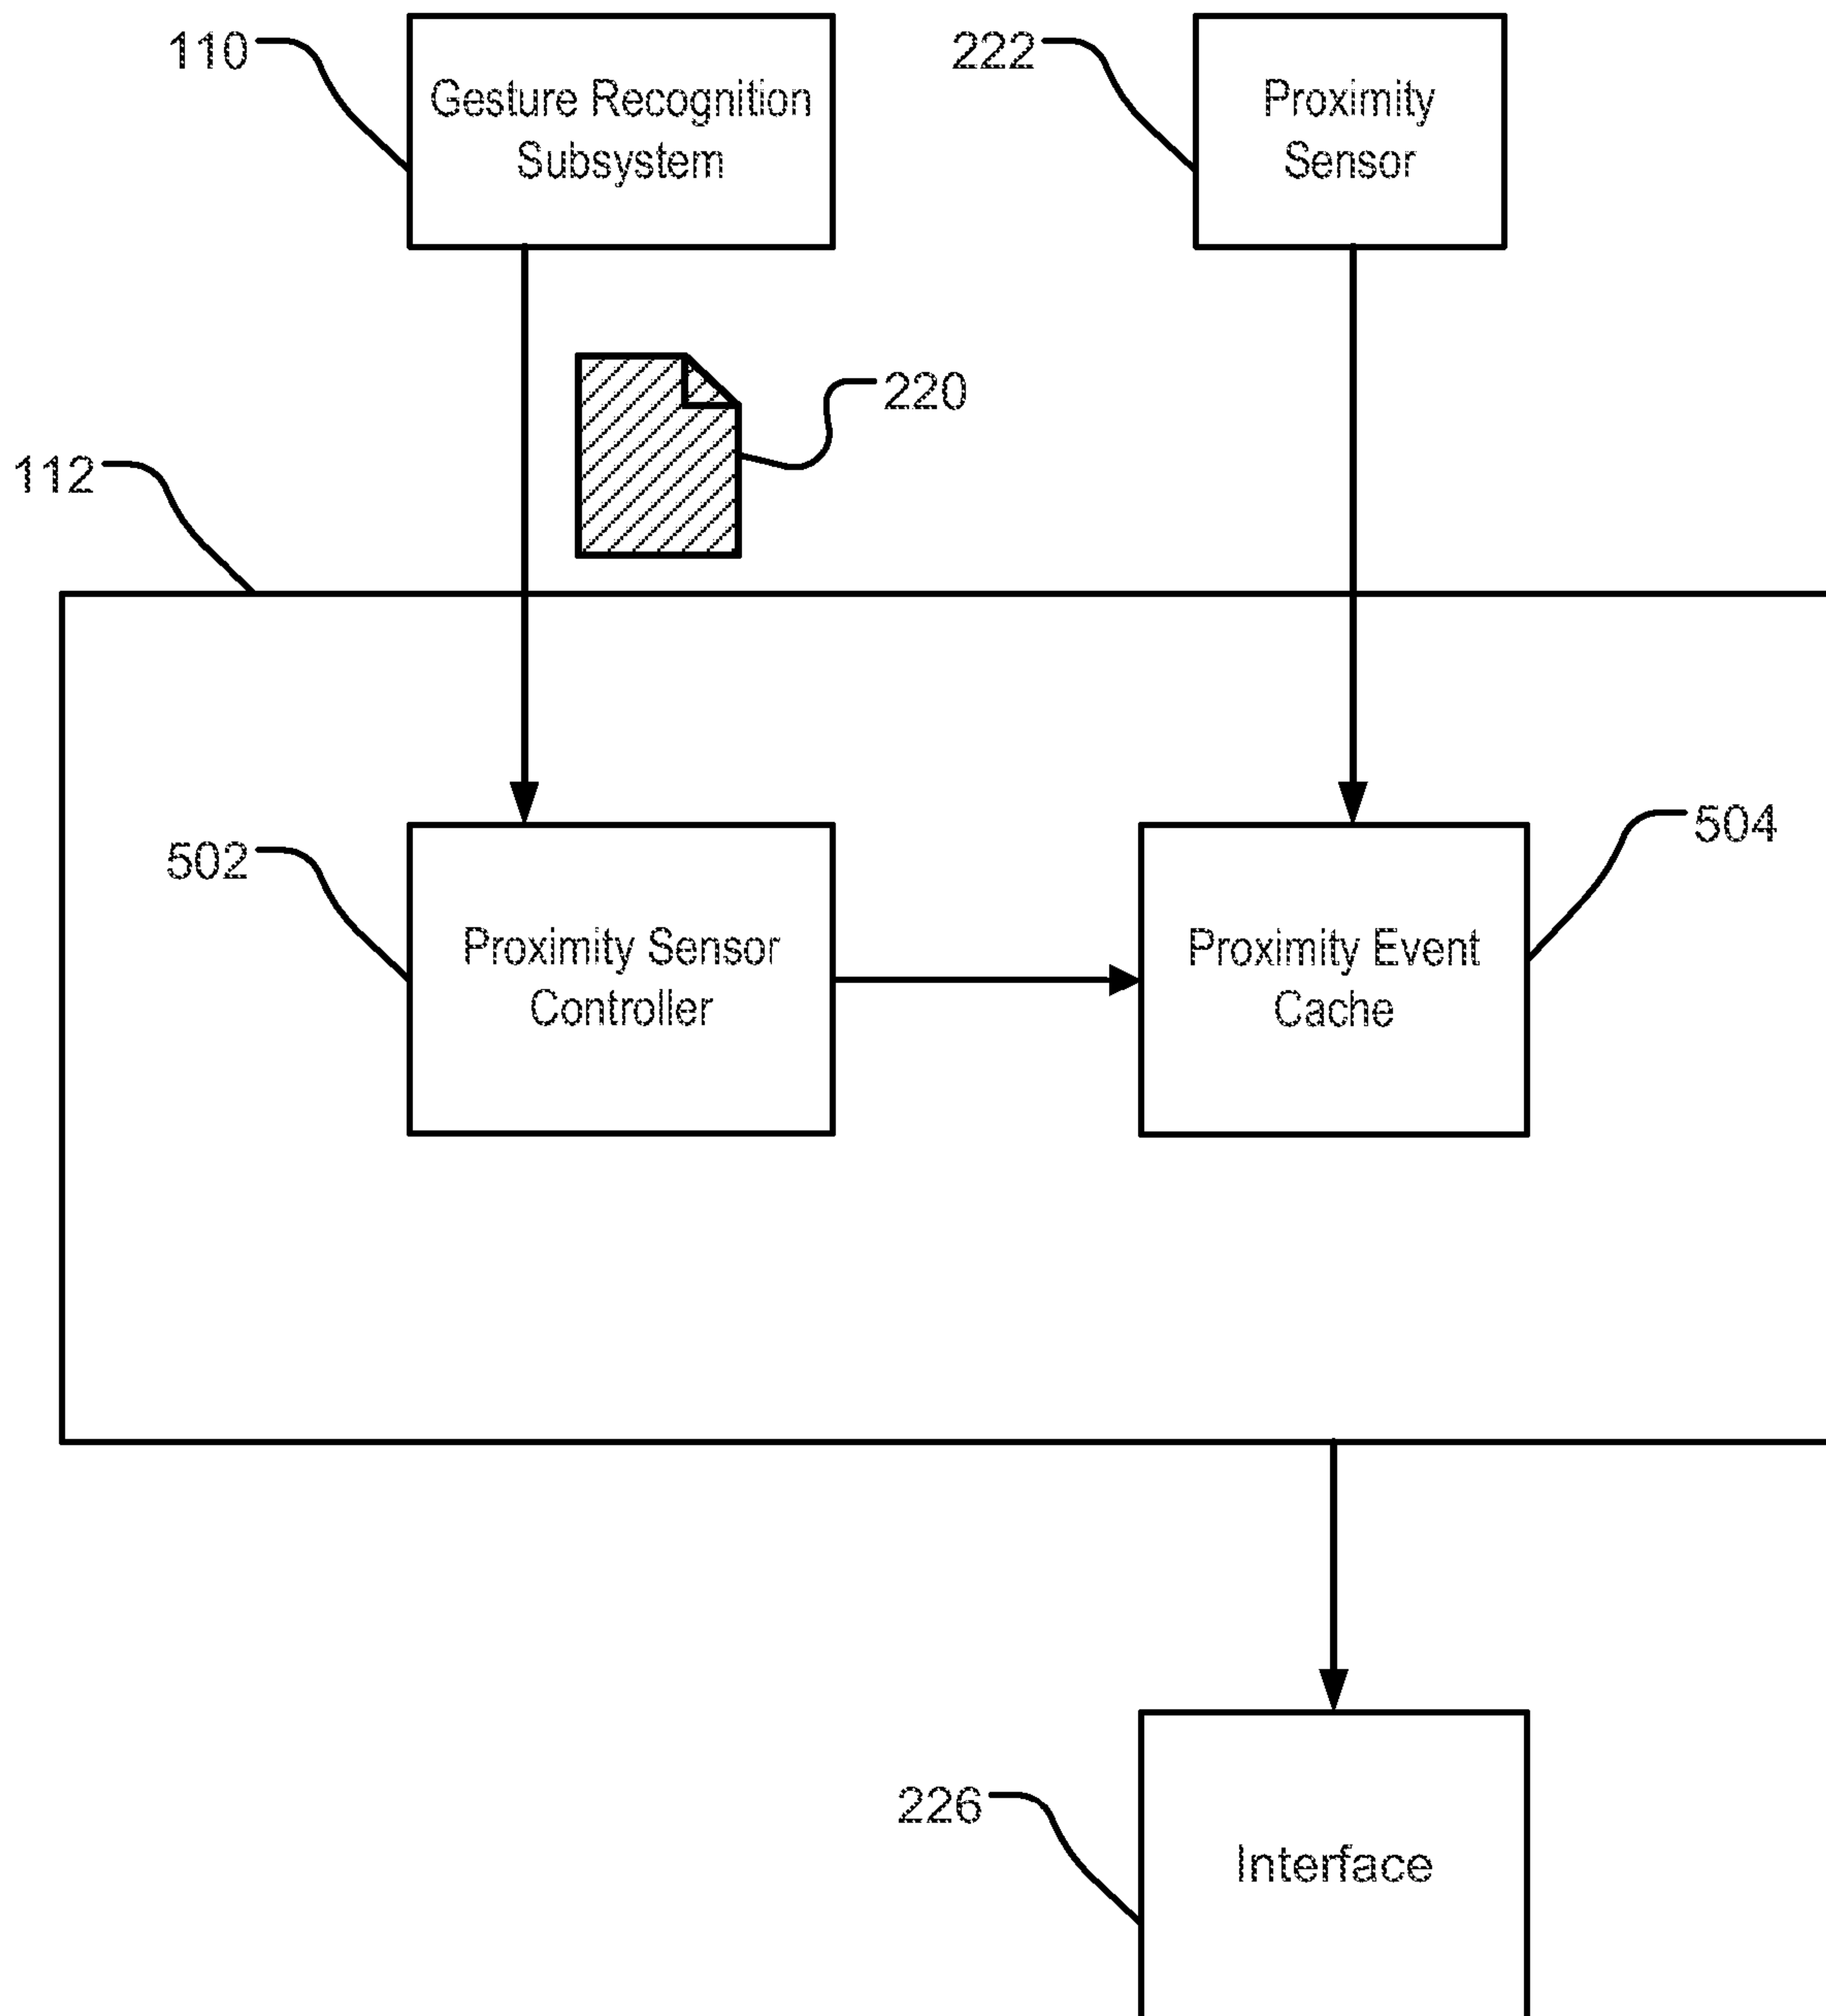 110
Gesture Recognition
Subsystem
222
Proximity
Sensor
220
112
502
Proximity Sensor
Controller
504
Proximity Event
Cache
226
Interface